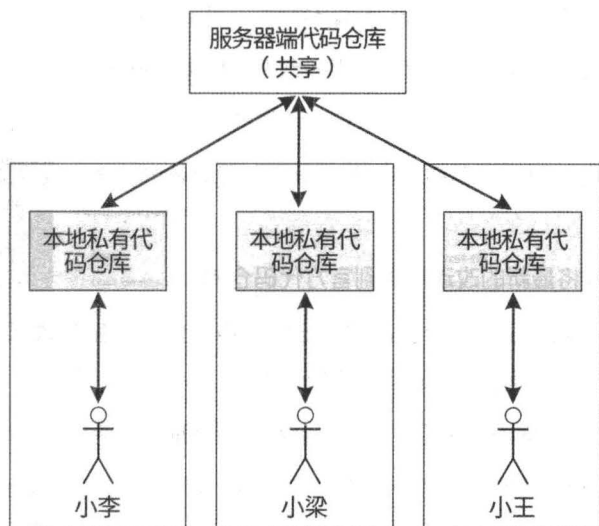 服务器端代码仓库
（共享）
本地私有代
码仓库
本地私有代
码仓库
本地私有代
码仓库
小李
小梁
小王